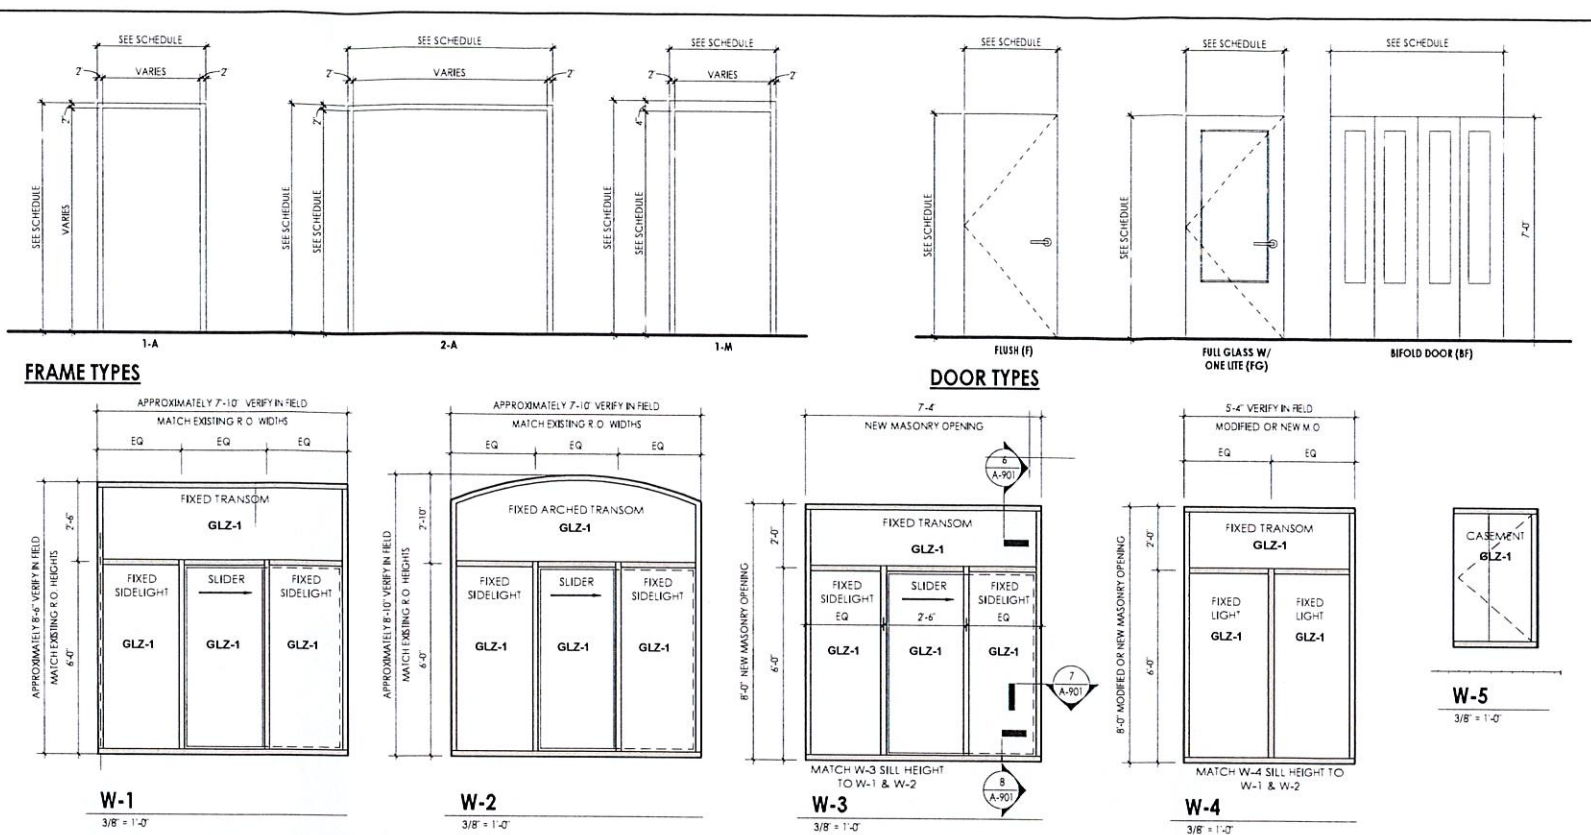 SEE SCHEDULE
2"
VARIES
2"
2"
SEE SCHEDULE
VARIES
1-A
SEE SCHEDULE
2"
VARIES
2"
2"
SEE SCHEDULE
SEE SCHEDULE
2-A
SEE SCHEDULE
2"
VARIES
2"
4"
SEE SCHEDULE
SEE SCHEDULE
1-M
FRAME TYPES
SEE SCHEDULE
SEE SCHEDULE
FLUSH (F)
SEE SCHEDULE
SEE SCHEDULE
FULL GLASS W/
ONE LITE (FG)
SEE SCHEDULE
7'-0"
BIFOLD DOOR (BF)
DOOR TYPES
APPROXIMATELY 7'-10" VERIFY IN FIELD
MATCH EXISTING R.O. WIDTHS
EQ
EQ
EQ
APPROXIMATELY 8'-6" VERIFY IN FIELD
MATCH EXISTING R.O. HEIGHTS
2'-6"
6'-0"
FIXED TRANSOM
GLZ-1
FIXED
SIDELIGHT
GLZ-1
SLIDER
GLZ-1
FIXED
SIDELIGHT
GLZ-1
W-1
3/8" = 1'-0"
APPROXIMATELY 7'-10" VERIFY IN FIELD
MATCH EXISTING R.O. WIDTHS
EQ
EQ
EQ
APPROXIMATELY 8'-10" VERIFY IN FIELD
MATCH EXISTING R.O. HEIGHTS
2'-10"
6'-0"
FIXED ARCHED TRANSOM
GLZ-1
FIXED
SIDELIGHT
GLZ-1
SLIDER
GLZ-1
FIXED
SIDELIGHT
GLZ-1
W-2
3/8" = 1'-0"
7'-4"
NEW MASONRY OPENING
6
A-901
8'-0" NEW MASONRY OPENING
2'-0"
6'-0"
FIXED TRANSOM
GLZ-1
FIXED
SIDELIGHT
EQ
GLZ-1
SLIDER
2'-6"
GLZ-1
FIXED
SIDELIGHT
EQ
GLZ-1
7
A-901
MATCH W-3 SILL HEIGHT
TO W-1 & W-2
8
A-901
W-3
3/8" = 1'-0"
5'-4" VERIFY IN FIELD
MODIFIED OR NEW M.O
EQ
EQ
8'-0" MODIFIED OR NEW MASONRY OPENING
2'-0"
6'-0"
FIXED TRANSOM
GLZ-1
FIXED
LIGHT
GLZ-1
FIXED
LIGHT
GLZ-1
MATCH W-4 SILL HEIGHT TO
W-1 & W-2
W-4
3/8" = 1'-0"
CASEMENT
GLZ-1
W-5
3/8" = 1'-0"